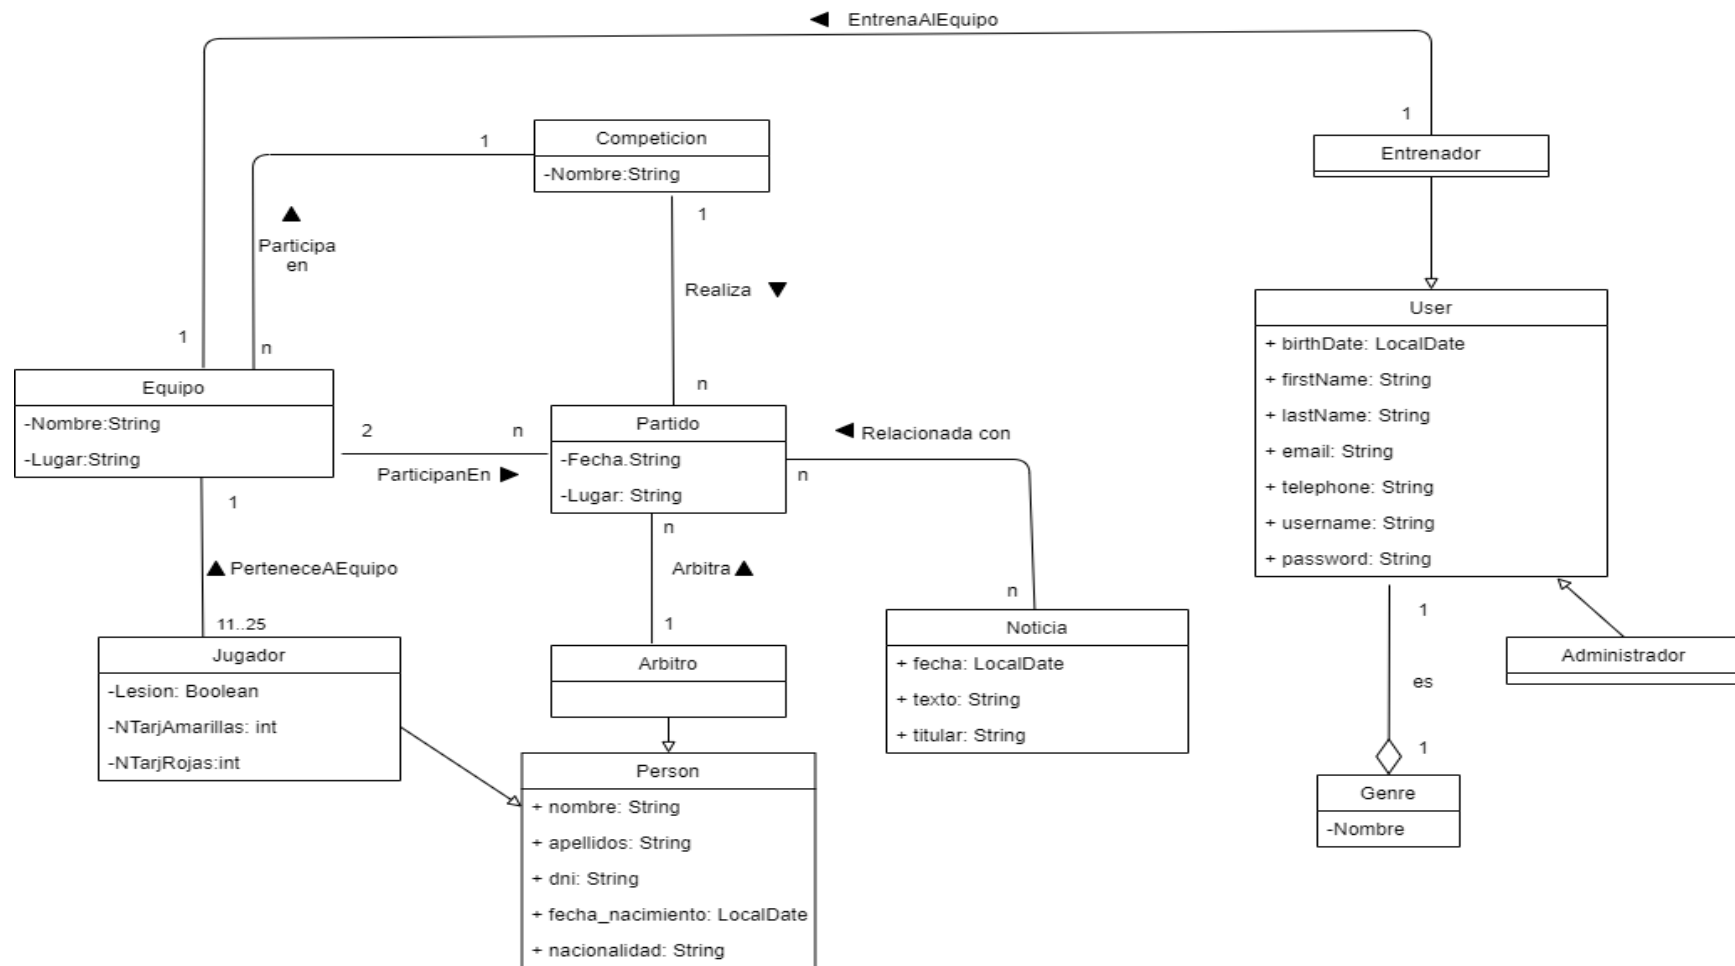 EntrenaAlEquipo
1
Competicion
-Nombre:String
1
1
Entrenador
Participa
en
1
n
Realiza
n
1
User
+ birthDate: LocalDate
+ firstName: String
+ lastName: String
+ email: String
+ telephone: String
+ username: String
+ password: String
Equipo
-Nombre:String
-Lugar:String
2
n
ParticipanEn
Partido
-Fecha.String
-Lugar: String
Relacionada con
n
n
1
PerteneceAEquipo
11..25
n
Arbitra
1
Jugador
-Lesion: Boolean
-NTarjAmarillas: int
-NTarjRojas:int
Arbitro
Noticia
+ fecha: LocalDate
+ texto: String
+ titular: String
1
es
1
Administrador
Person
+ nombre: String
+ apellidos: String
+ dni: String
+ fecha_nacimiento: LocalDate
+ nacionalidad: String
Genre
-Nombre